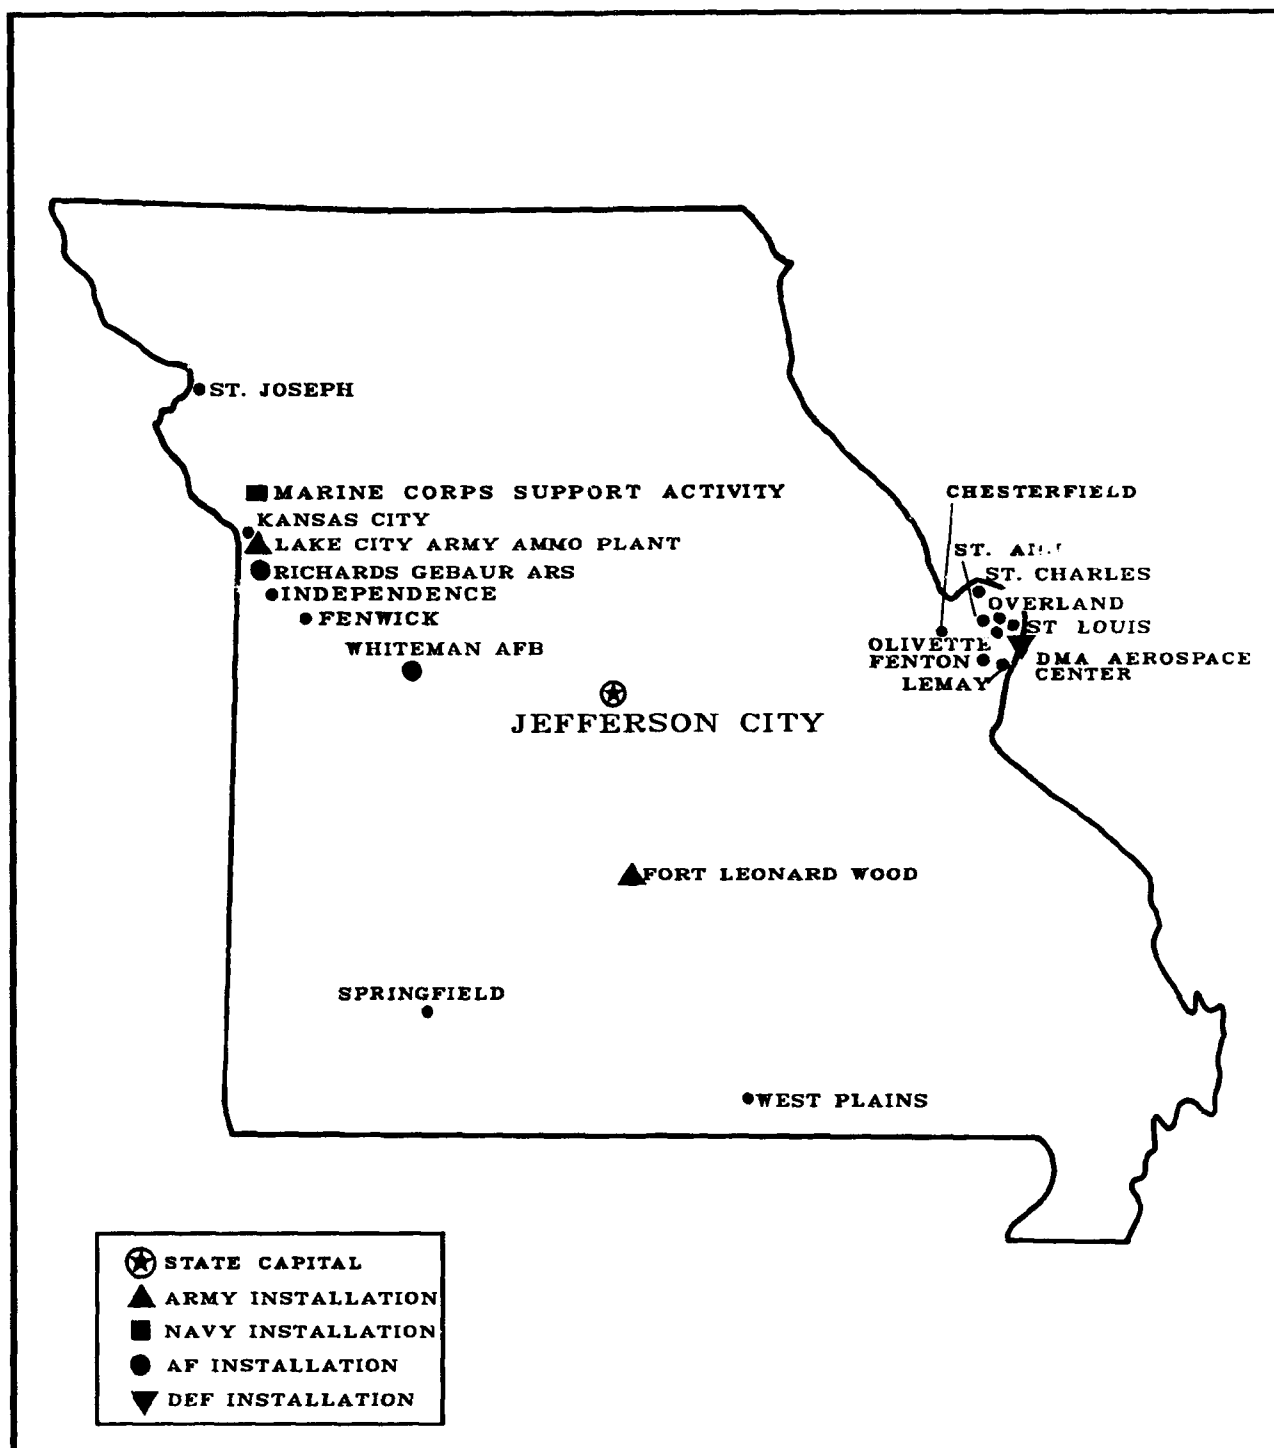 ST. JOSEPH
MARINE CORPS SUPPORT ACTIVITY
CHESTERFIELD
KANSAS CITY
LAKE CITY ARMY AMMO PLANT
ST.
RICHARDS GEBAUR ARS
ST. CHARLES
INDEPENDENCE
OVERLAND
FENWICK
ST LOUIS
WHITEMAN AFB
OLIVETTE
FENTON
DMA AEROSPACE
CENTER
LEMAY
JEFFERSON CITY
FORT LEONARD WOOD
SPRINGFIELD
WEST PLAINS
STATE CAPITAL
ARMY INSTALLATION
NAVY INSTALLATION
AF INSTALLATION
DEF INSTALLATION